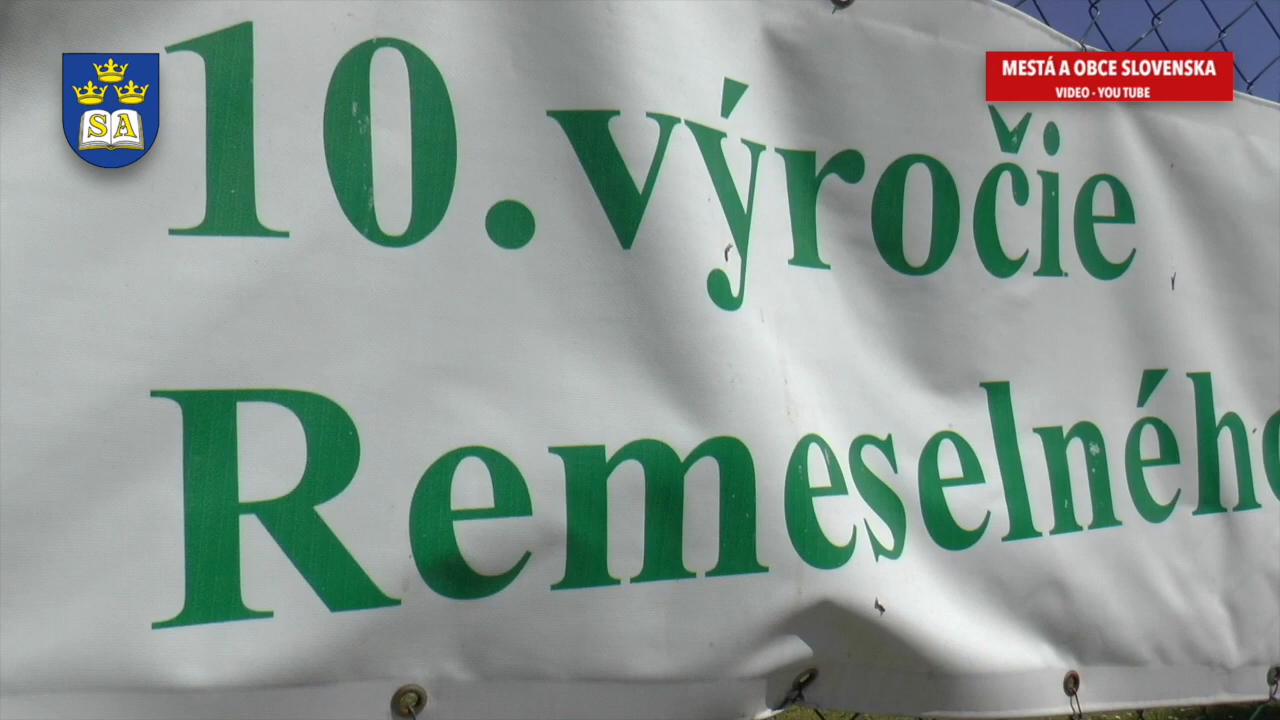 SA
MESTÁ A OBCE SLOVENSKA
VIDEO - YOU TUBE
10. výročie
Remeselného